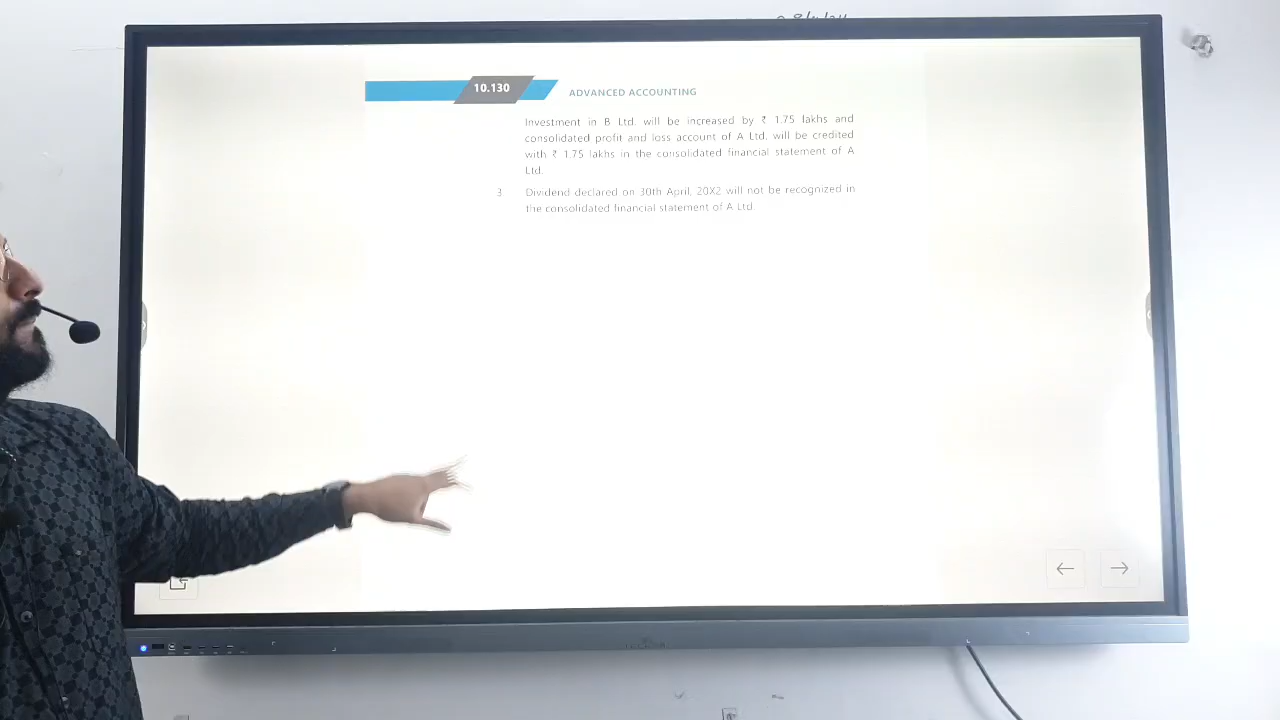 10.130 ADVANCED ACCOUNTING
Investment in B Ltd. will be increased by ₹ 1.75 lakhs and
consolidated profit and loss account of A Ltd. will be credited
with ₹ 1.75 lakhs in the consolidated financial statement of A
Ltd.
3. Dividend declared on 30th April, 20X2 will not be recognized in
the consolidated financial statement of A Ltd.